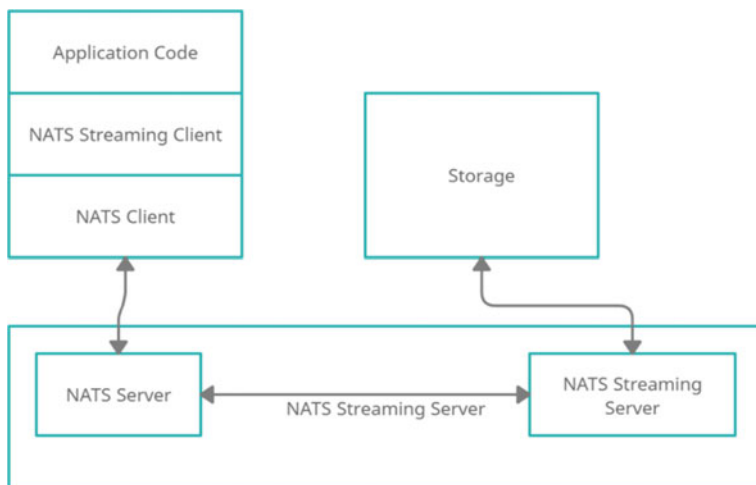 Application Code
NATS Streaming Client
NATS Client
Storage
NATS Server
NATS Streaming Server
NATS Streaming
Server